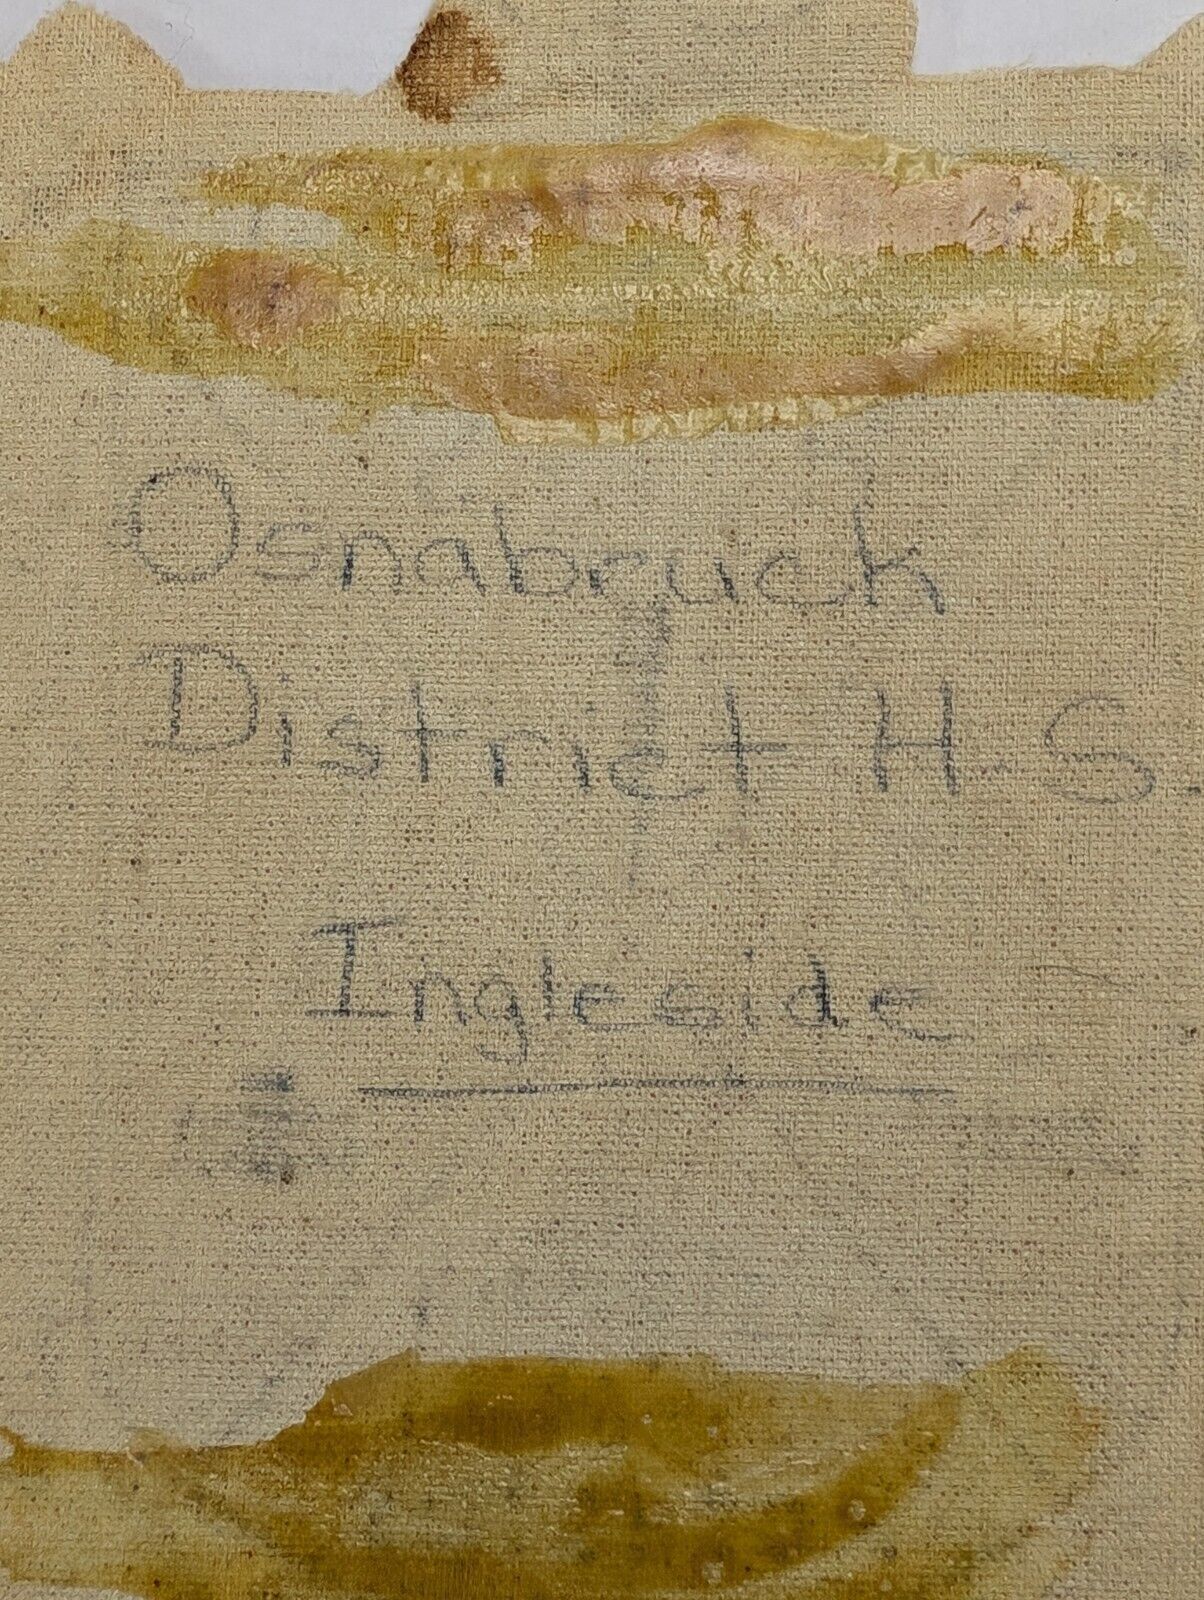 Osnabruck
District H.S.
Ingleside